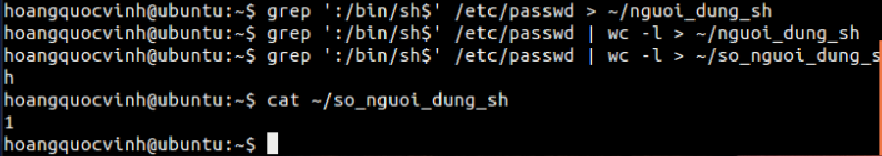 hoangquocvinh@ubuntu:~$ grep ':/bin/sh$' /etc/passwd > ~/nguoi_dung_sh
hoangquocvinh@ubuntu:~$ grep ':/bin/sh$' /etc/passwd | wc -l > ~/nguoi_dung_sh
hoangquocvinh@ubuntu:~$ grep ':/bin/sh$' /etc/passwd | wc -l > ~/so_nguoi_dung_s
h
hoangquocvinh@ubuntu:~$ cat ~/so_nguoi_dung_sh
1
hoangquocvinh@ubuntu:~$